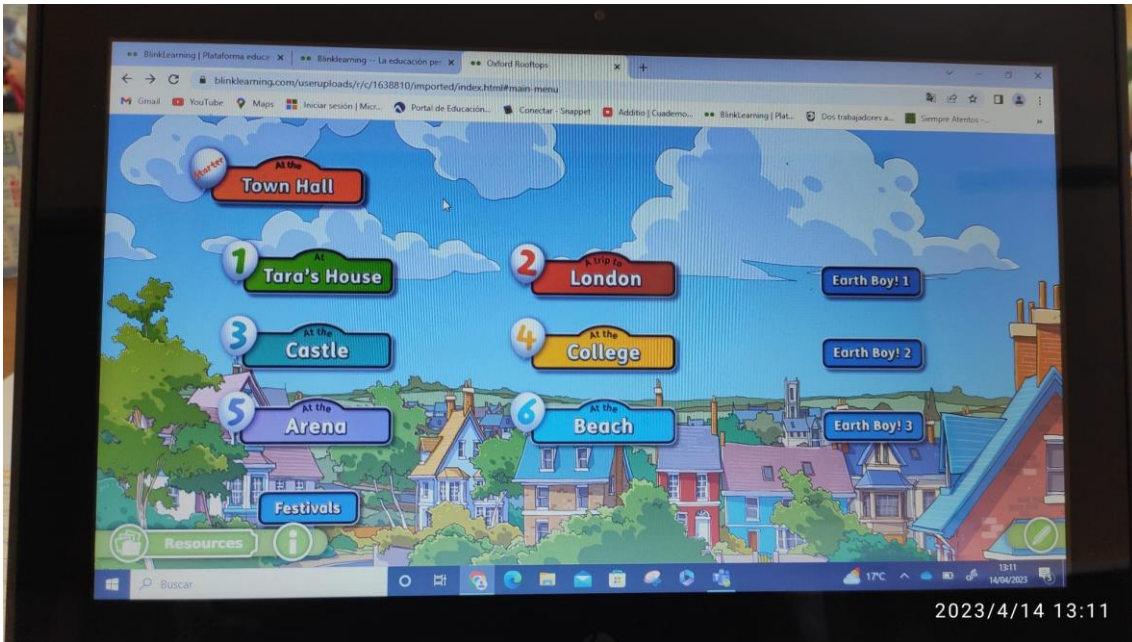 BlinkLearning | Plataforma educa
Blinklearning -- La educación per
Oxford Rooftops
blinklearning.com/useruploads/r/c/1638810/imported/index.html#main-menu
Gmail
YouTube
Maps
Iniciar sesión | Micr...
Portal de Educación...
Conectar - Snappet
Additio | Cuaderno...
BlinkLearning | Plat...
Dos trabajadores a...
Siempre Atentos -...
Starter
At the
Town Hall
1
At
Tara's House
2
A trip to
London
Earth Boy! 1
3
At the
Castle
4
At the
College
Earth Boy! 2
5
At the
Arena
6
At the
Beach
Earth Boy! 3
Festivals
Resources
i
Buscar
17°C
13:11
14/04/2023
2023/4/14 13:11